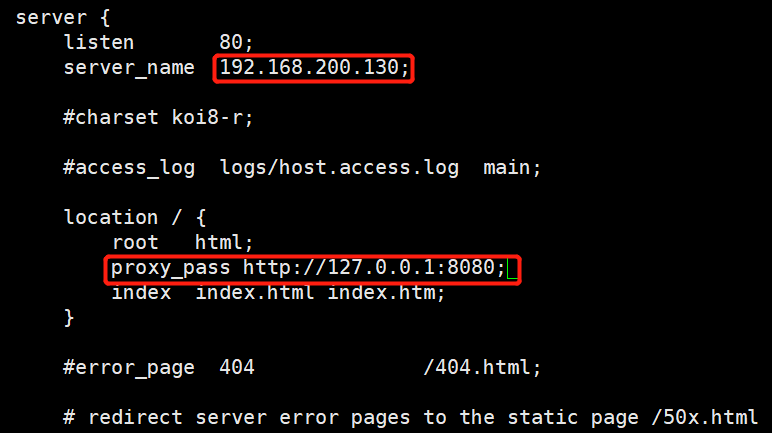 server {
listen 80;
server_name 192.168.200.130;
#charset koi8-r;
#access_log logs/host.access.log main;
location / {
root html;
proxy_pass http://127.0.0.1:8080;
index index.html index.htm;
}
#error_page 404 /404.html;
# redirect server error pages to the static page /50x.html